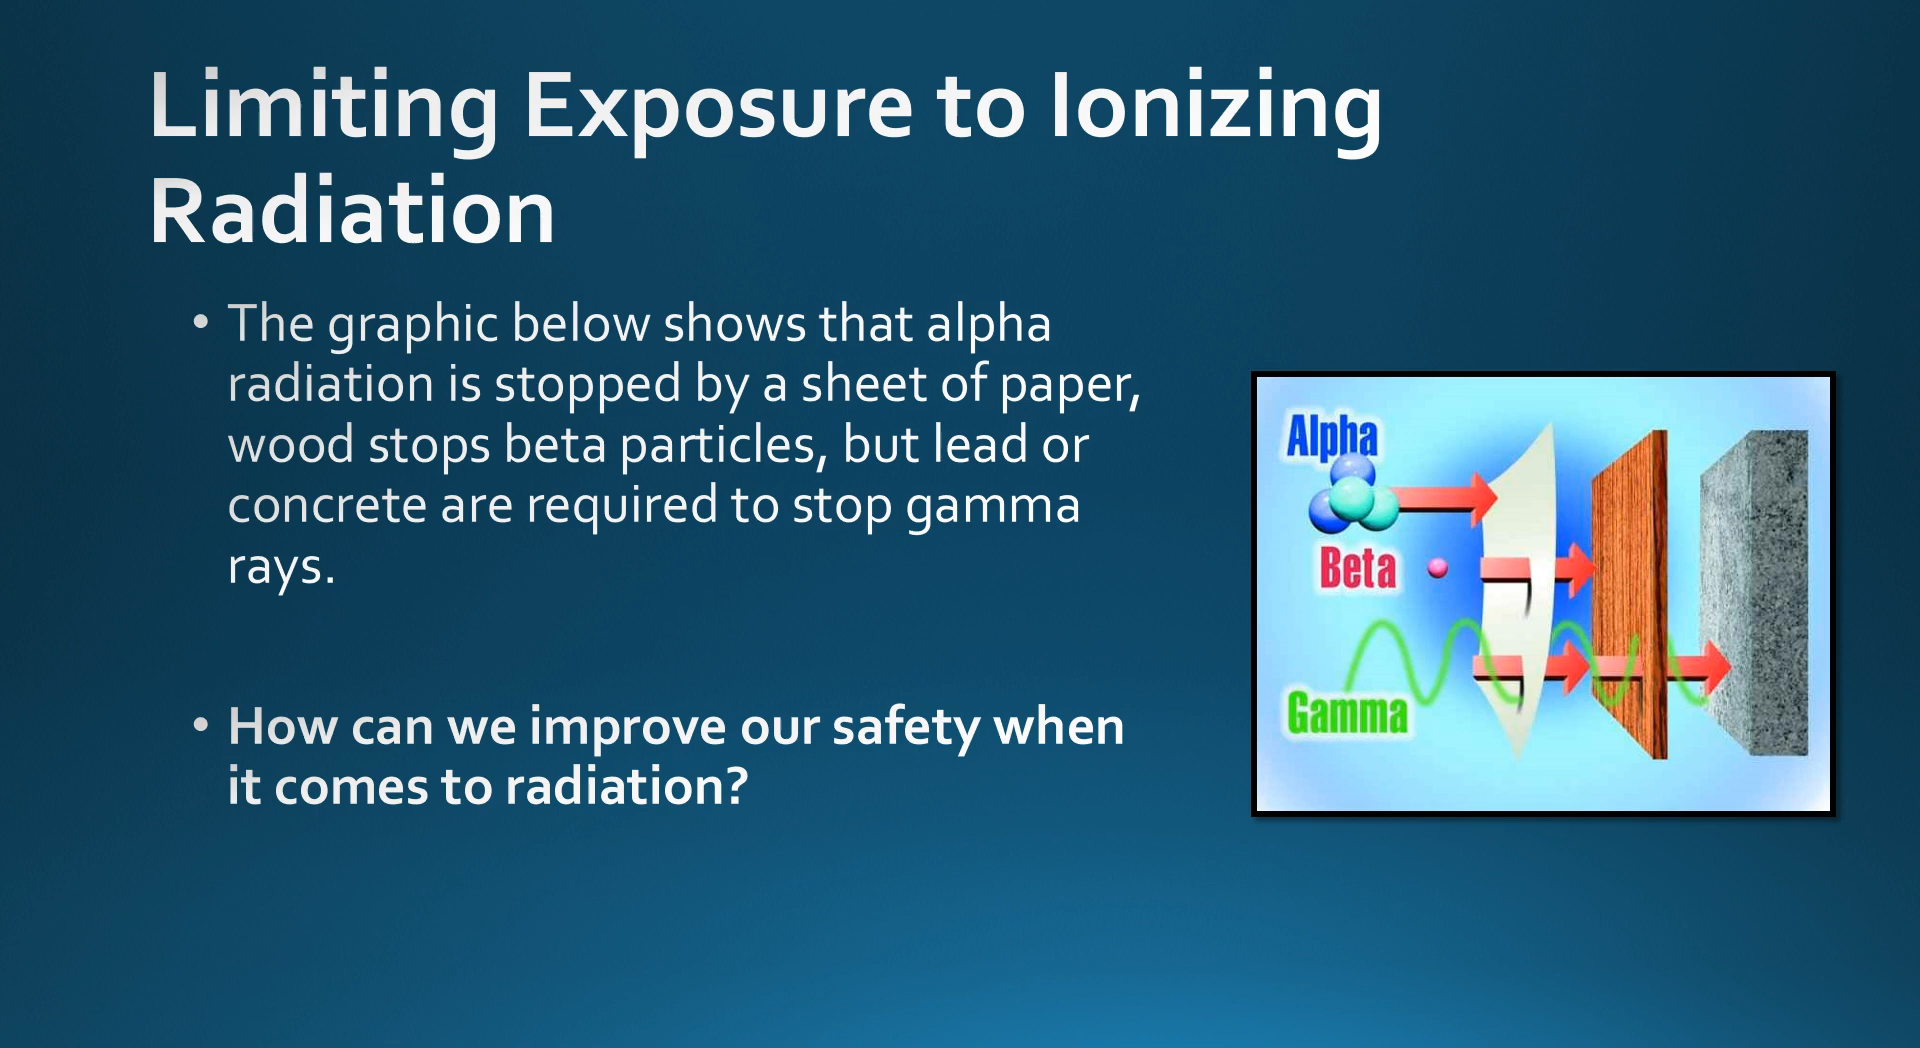 Limiting Exposure to Ionizing
Radiation
• The graphic below shows that alpha
radiation is stopped by a sheet of paper,
wood stops beta particles, but lead or
concrete are required to stop gamma
rays.
• How can we improve our safety when
it comes to radiation?
Alpha
Beta
Gamma